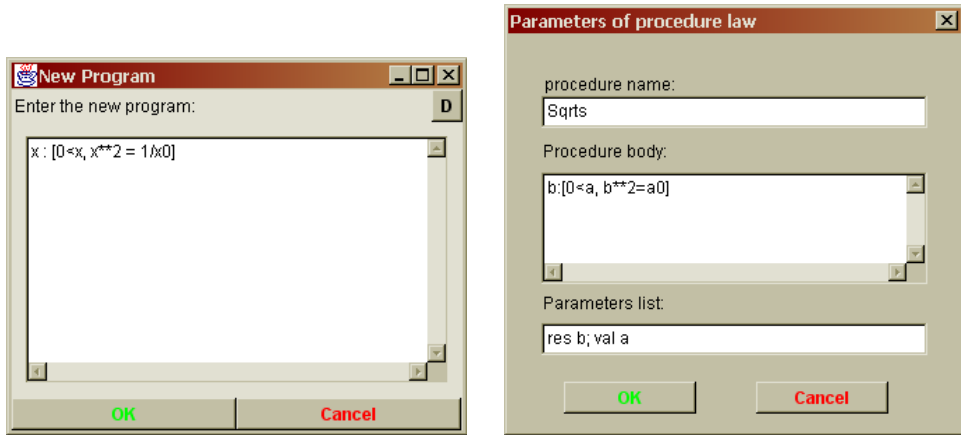 New Program
Enter the new program:
D
x : [0<x, x**2 = 1/x0]
OK
Cancel
Parameters of procedure law
procedure name:
Sqrts
Procedure body:
b:[0<a, b**2=a0]
Parameters list:
res b; val a
OK
Cancel